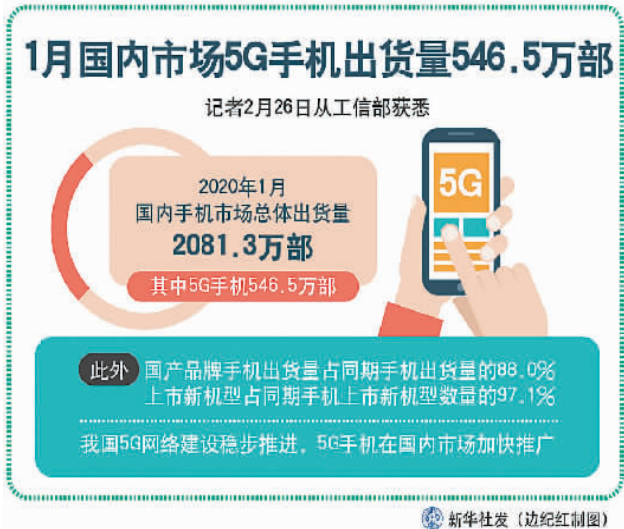 1月国内市场5G手机出货量546.5万部
记者2月26日从工信部获悉
2020年1月
国内手机市场总体出货量
2081.3万部
其中5G手机546.5万部
5G
此外 国产品牌手机出货量占同期手机出货量的88.0%
上市新机型占同期手机上市新机型数量的97.1%
我国5G网络建设稳步推进，5G手机在国内市场加快推广
新华社发（边纪红制图）